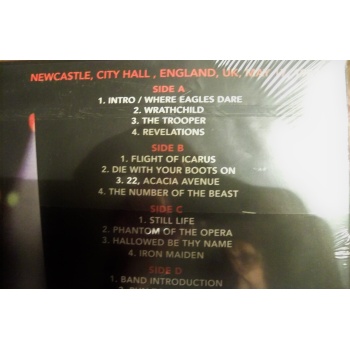 NEWCASTLE, CITY HALL , ENGLAND, UK,
SIDE A
1. INTRO / WHERE EAGLES DARE
2. WRATHCHILD
3. THE TROOPER
4. REVELATIONS
SIDE B
1. FLIGHT OF ICARUS
2. DIE WITH YOUR BOOTS ON
3. 22, ACACIA AVENUE
4. THE NUMBER OF THE BEAST
SIDE C
1. STILL LIFE
2. PHANTOM OF THE OPERA
3. HALLOWED BE THY NAME
4. IRON MAIDEN
SIDE D
1. BAND INTRODUCTION